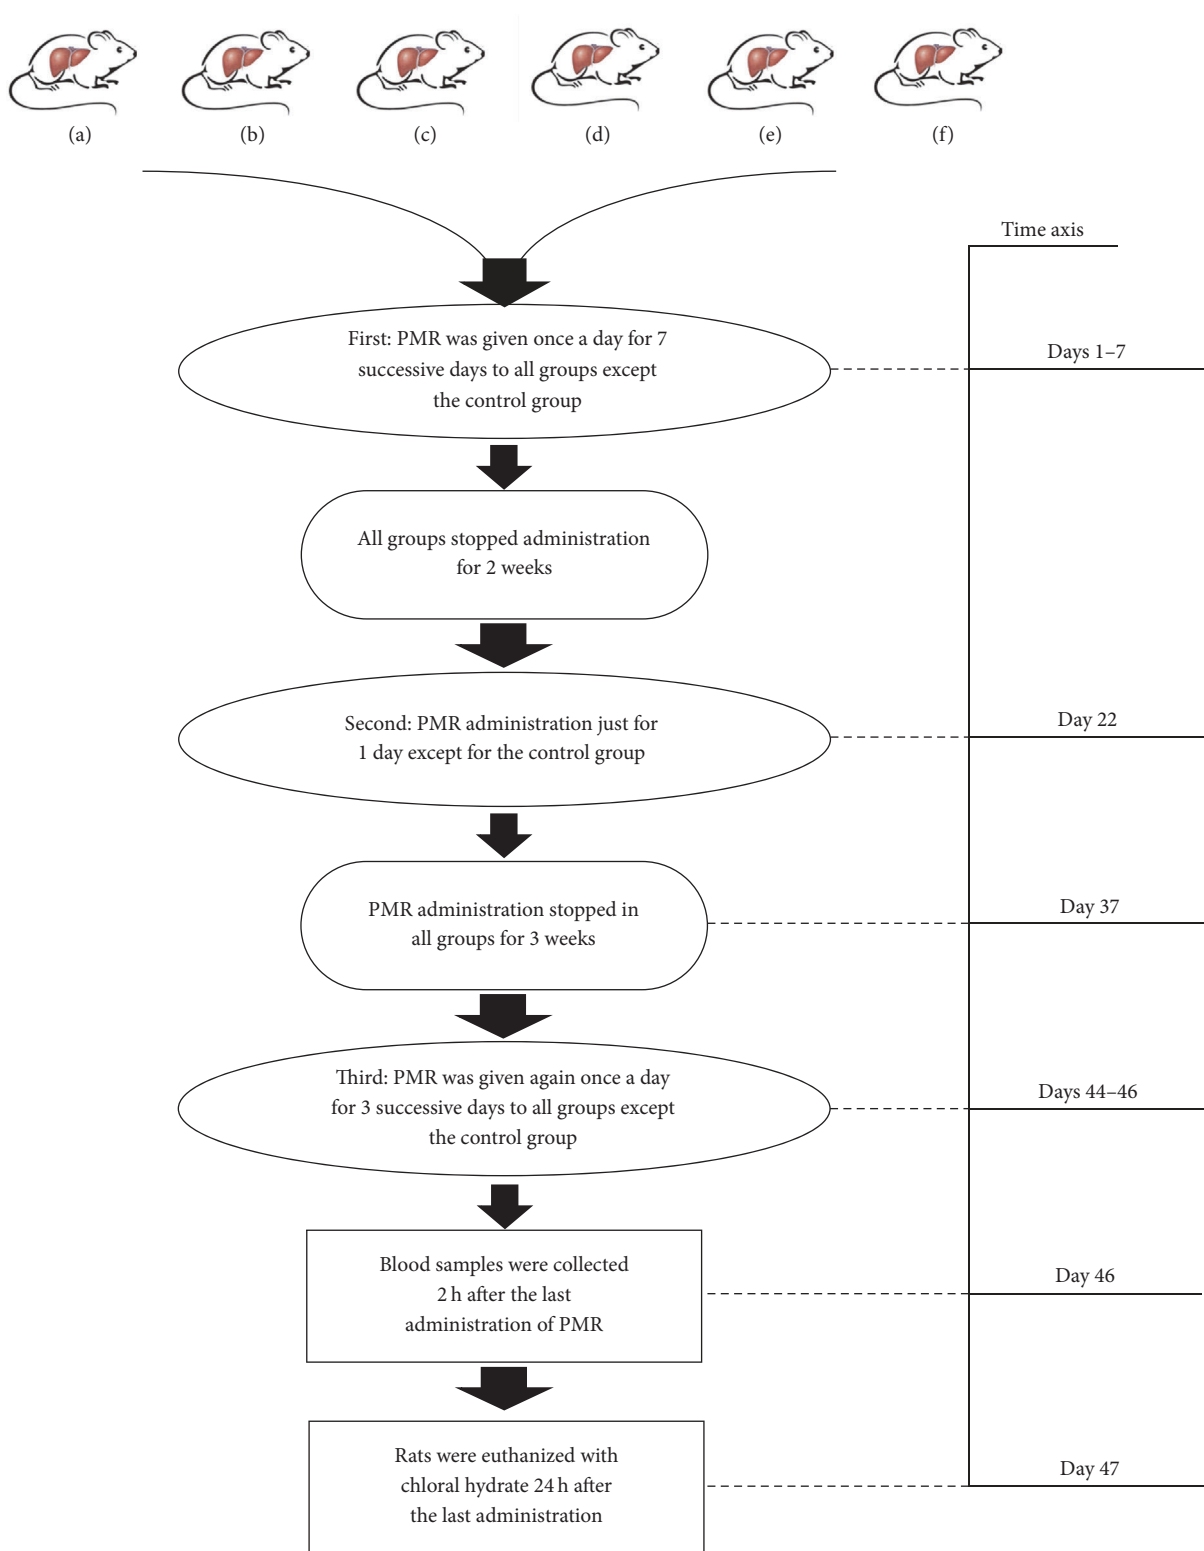 (a)
(b)
(c)
(d)
(e)
(f)
Time axis
First: PMR was given once a day for 7
successive days to all groups except
the control group
Days 1–7
All groups stopped administration
for 2 weeks
Second: PMR administration just for
1 day except for the control group
Day 22
PMR administration stopped in
all groups for 3 weeks
Day 37
Third: PMR was given again once a day
for 3 successive days to all groups except
the control group
Days 44–46
Blood samples were collected
2 h after the last
administration of PMR
Day 46
Rats were euthanized with
chloral hydrate 24 h after
the last administration
Day 47